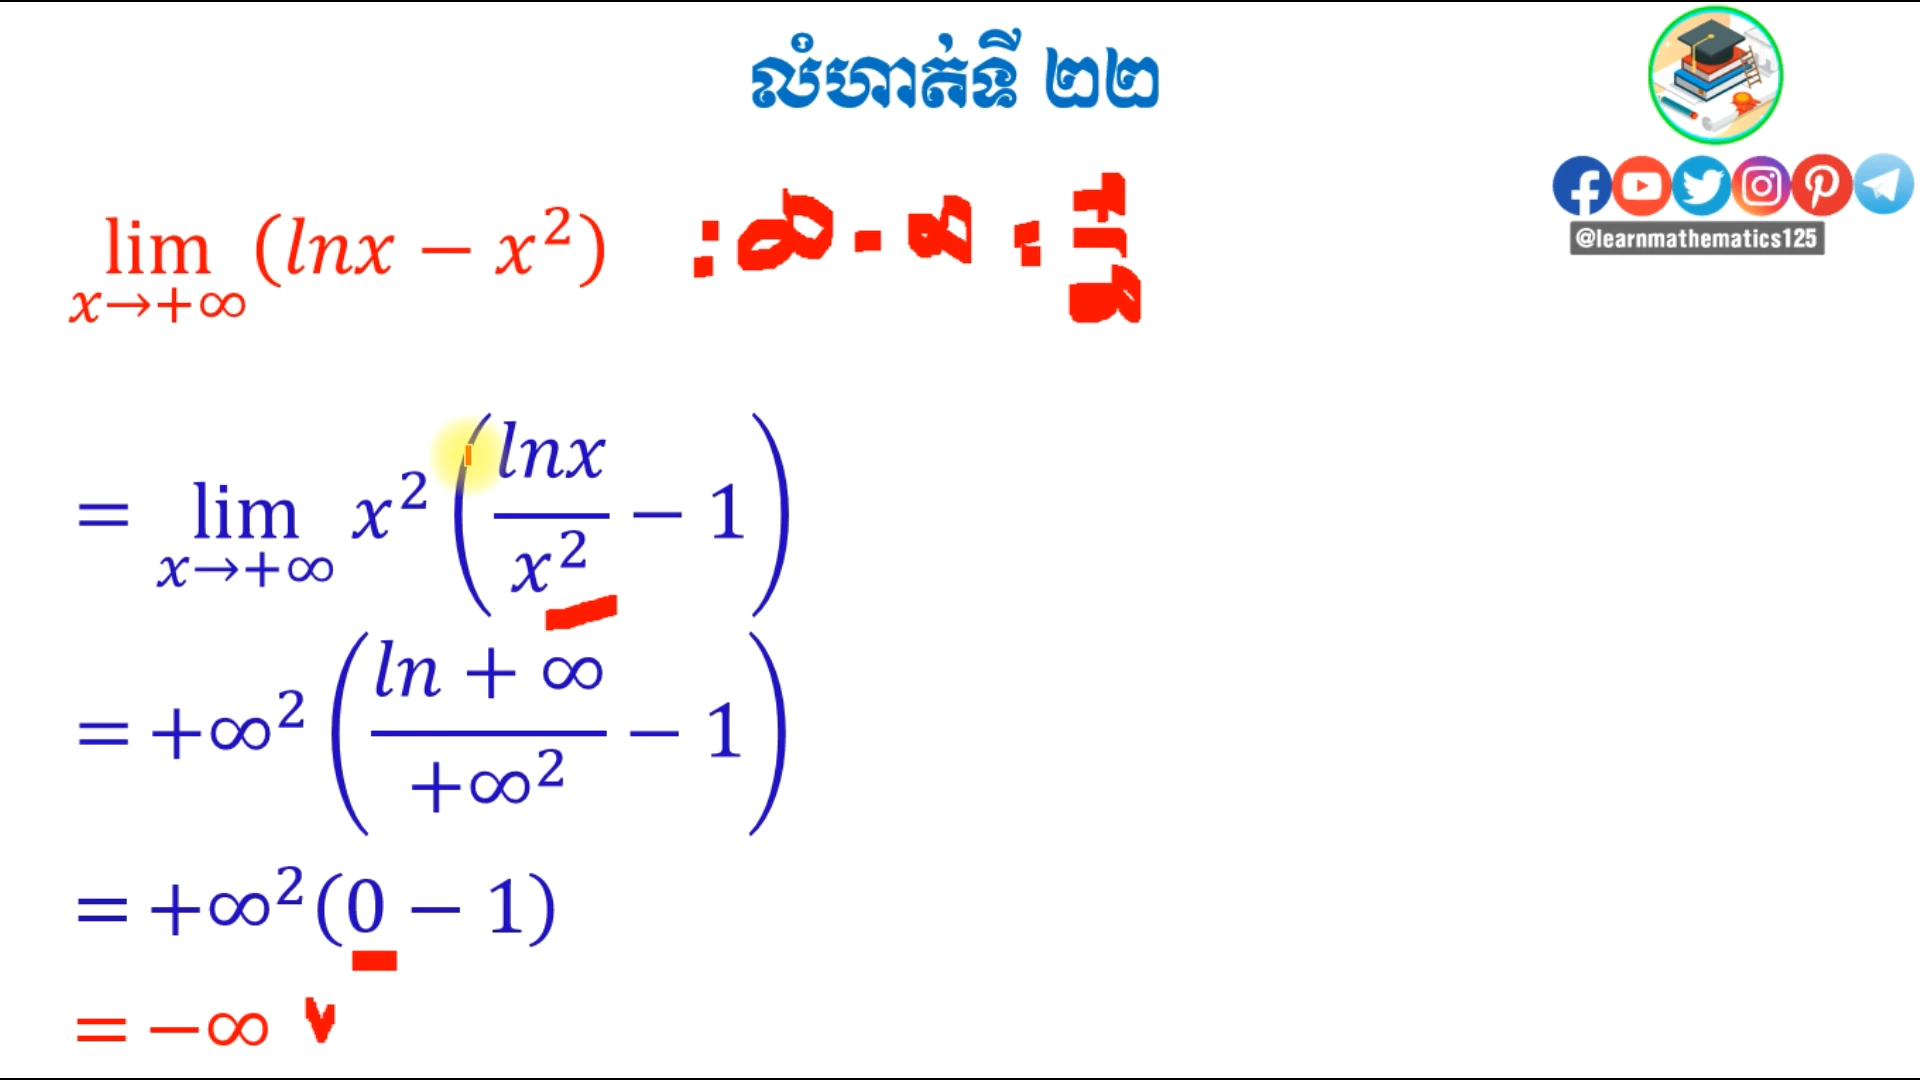 លំហាត់ទី ២២
@learnmathematics125
lim x→+∞ (lnx − x²)
= lim x→+∞ x² (lnx/x² − 1)
= +∞² (ln + ∞/+∞² − 1)
= +∞² (0 − 1)
= −∞